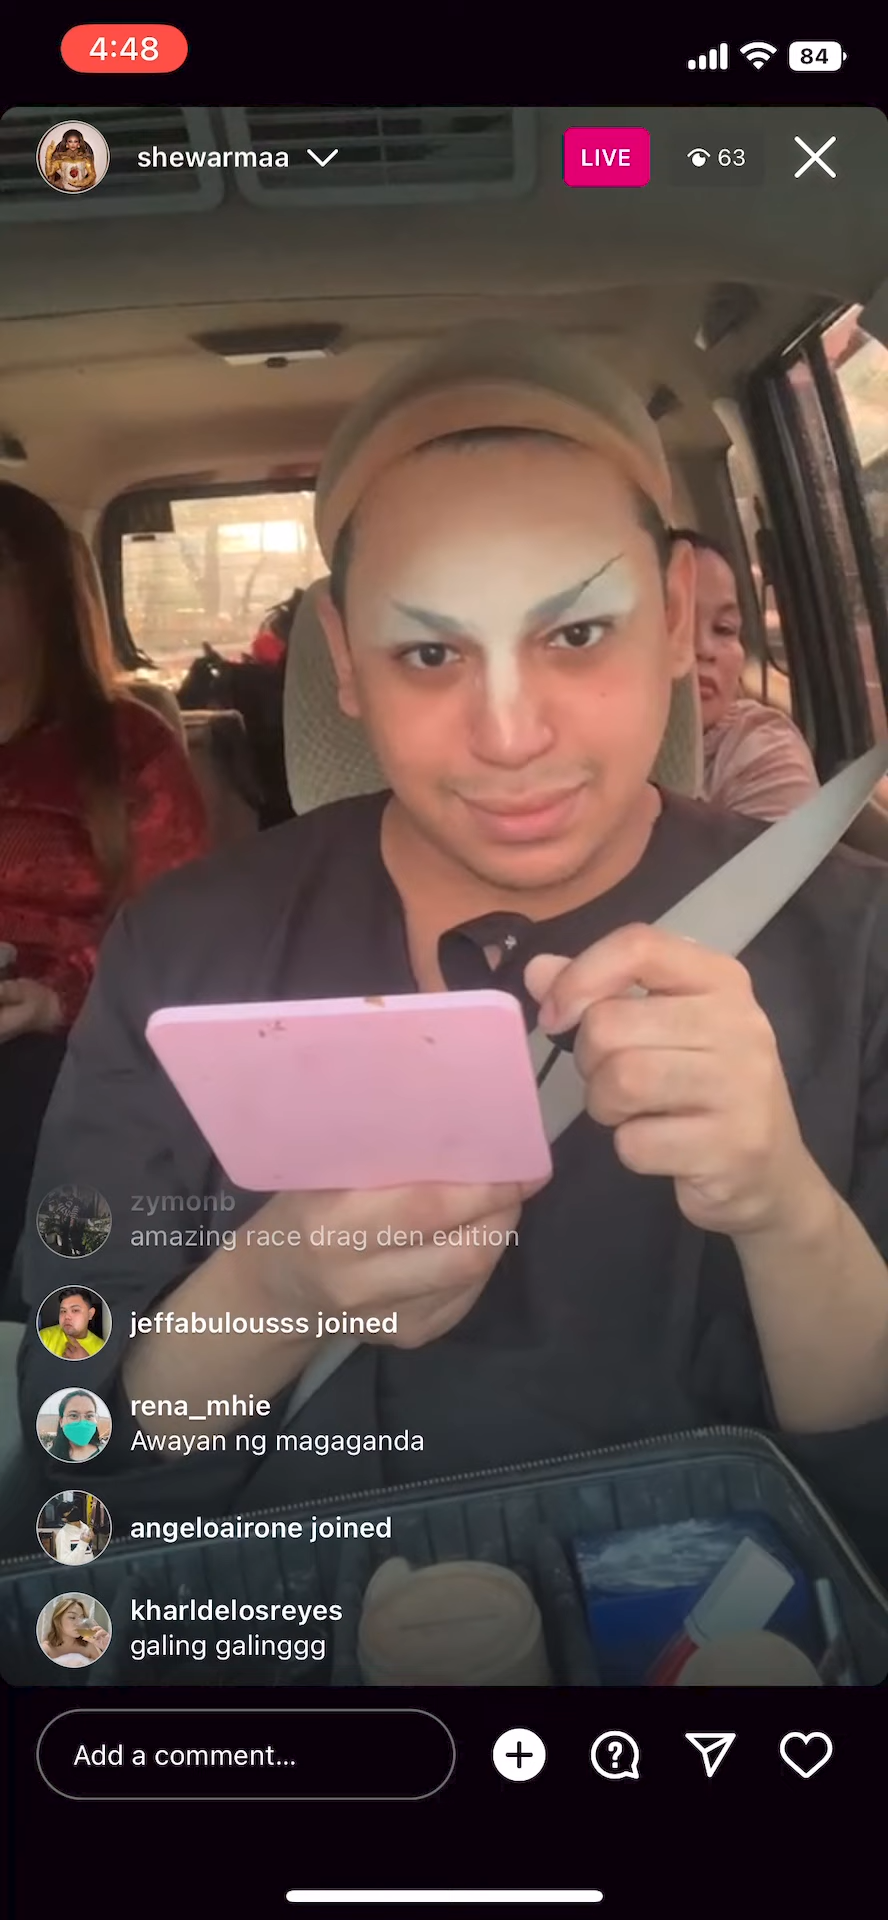 4:48
84
shewarmaa
LIVE
63
zymonb
amazing race drag den edition
jeffabulousss joined
rena_mhie
Awayan ng magaganda
angeloairone joined
kharldelosreyes
galing galinggg
Add a comment...